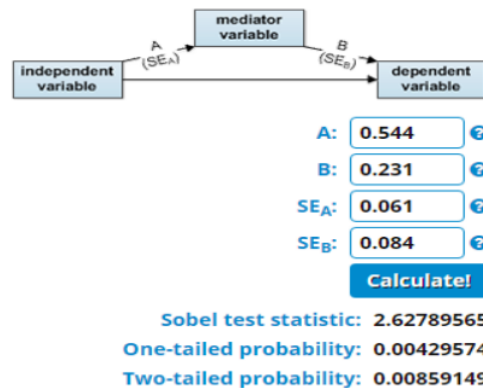 mediator
variable
A
(SEA)
B
(SEB)
independent
variable
dependent
variable
A: 0.544 ?
B: 0.231 ?
SEA: 0.061 ?
SEB: 0.084 ?
Calculate!
Sobel test statistic: 2.62789565
One-tailed probability: 0.00429574
Two-tailed probability: 0.00859149